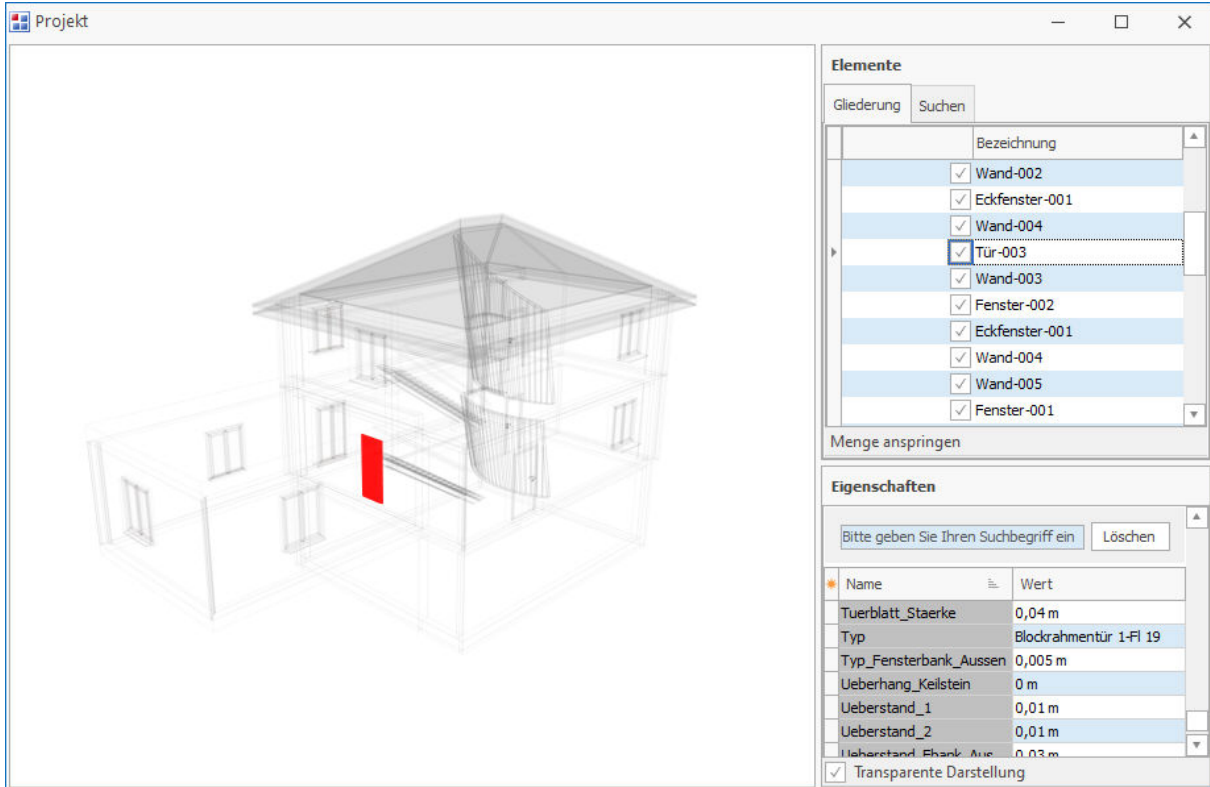 Projekt
Elemente
Gliederung Suchen
Bezeichnung
Wand-002
Eckfenster-001
Wand-004
Tür-003
Wand-003
Fenster-002
Eckfenster-001
Wand-004
Wand-005
Fenster-001
Menge anspringen
Eigenschaften
Bitte geben Sie Ihren Suchbegriff ein Löschen
Name Wert
Tuerblatt_Staerke 0,04 m
Typ Blockrahmentür 1-Fl 19
Typ_Fensterbank_Aussen 0,005 m
Ueberhang_Keilstein 0 m
Ueberstand_1 0,01 m
Ueberstand_2 0,01 m
Ueberstand_Fbank_Aus... 0,03 m
Transparente Darstellung